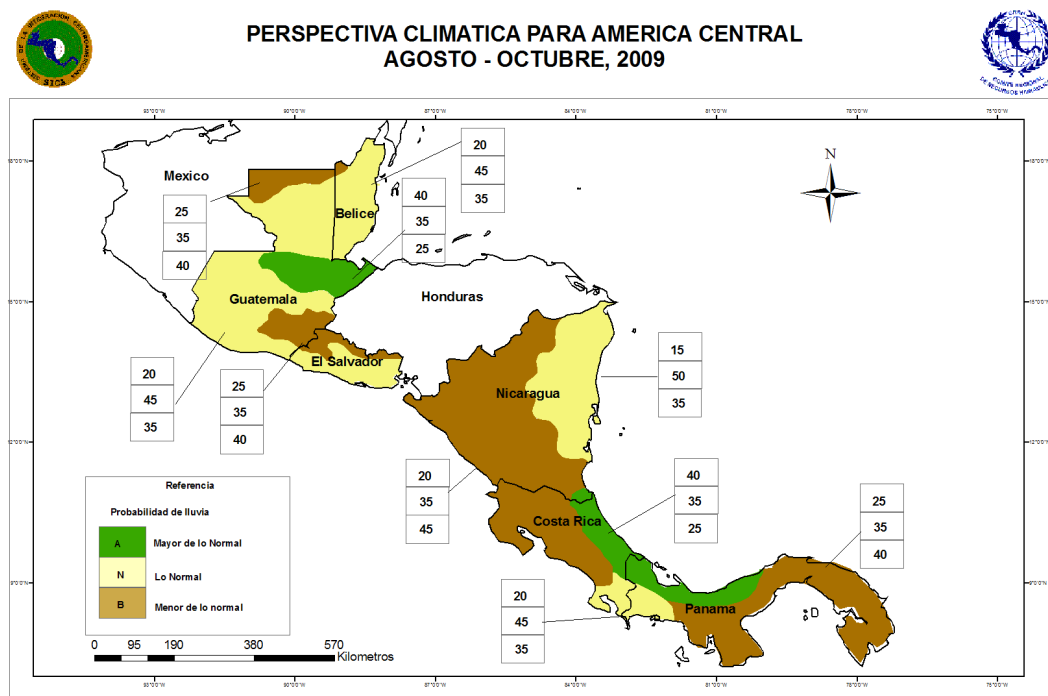 PERSPECTIVA CLIMATICA PARA AMERICA CENTRAL
AGOSTO - OCTUBRE, 2009
SICA
N
Mexico
Belice
Guatemala
Honduras
El Salvador
Nicaragua
Costa Rica
Panama
20
45
35
40
35
25
25
35
40
20
45
35
25
35
40
15
50
35
20
35
45
40
35
25
25
35
40
20
45
35
Referencia
Probabilidad de lluvia
A Mayor de lo Normal
N Lo Normal
B Menor de lo normal
0 95 190 380 570
Kilometros